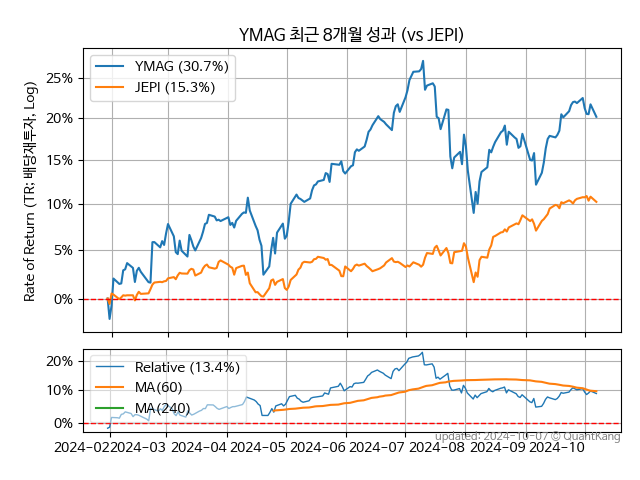 YMAG 최근 8개월 성과 (vs JEPI)
Rate of Return (TR: 배당재투자, Log)
YMAG (30.7%)
JEPI (15.3%)
25%
20%
15%
10%
5%
0%
Relative (13.4%)
MA(60)
MA(240)
20%
10%
0%
2024-02 2024-03 2024-04 2024-05 2024-06 2024-07 2024-08 2024-09 2024-10
updated: 2024-10-07 © QuantKang